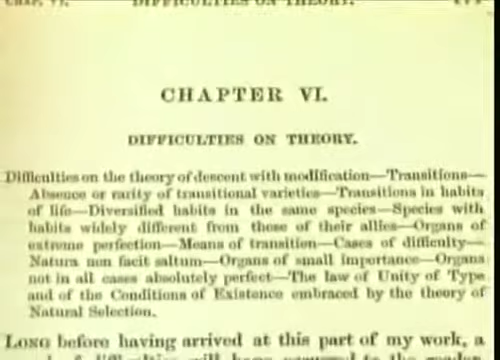 CHAPTER VI.
DIFFICULTIES ON THEORY.
Difficulties on the theory of descent with modification—Transitions—
Absence or rarity of transitional varieties—Transitions in habits
of life—Diversified habits in the same species—Species with
habits widely different from those of their allies—Organs of
extreme perfection—Means of transition—Cases of difficulty—
Natura non facit saltum—Organs of small importance—Organs
not in all cases absolutely perfect—The law of Unity of Type
and of the Conditions of Existence embraced by the theory of
Natural Selection.
LONG before having arrived at this part of my work, a